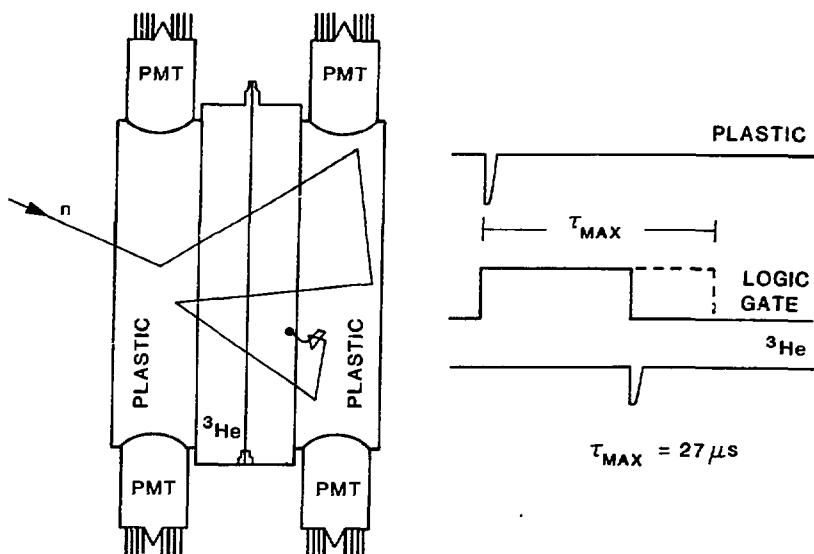 PMT
PMT
n
PLASTIC
PLASTIC
³He
PMT
PMT
PLASTIC
τMAX
LOGIC
GATE
³He
τMAX = 27 μs